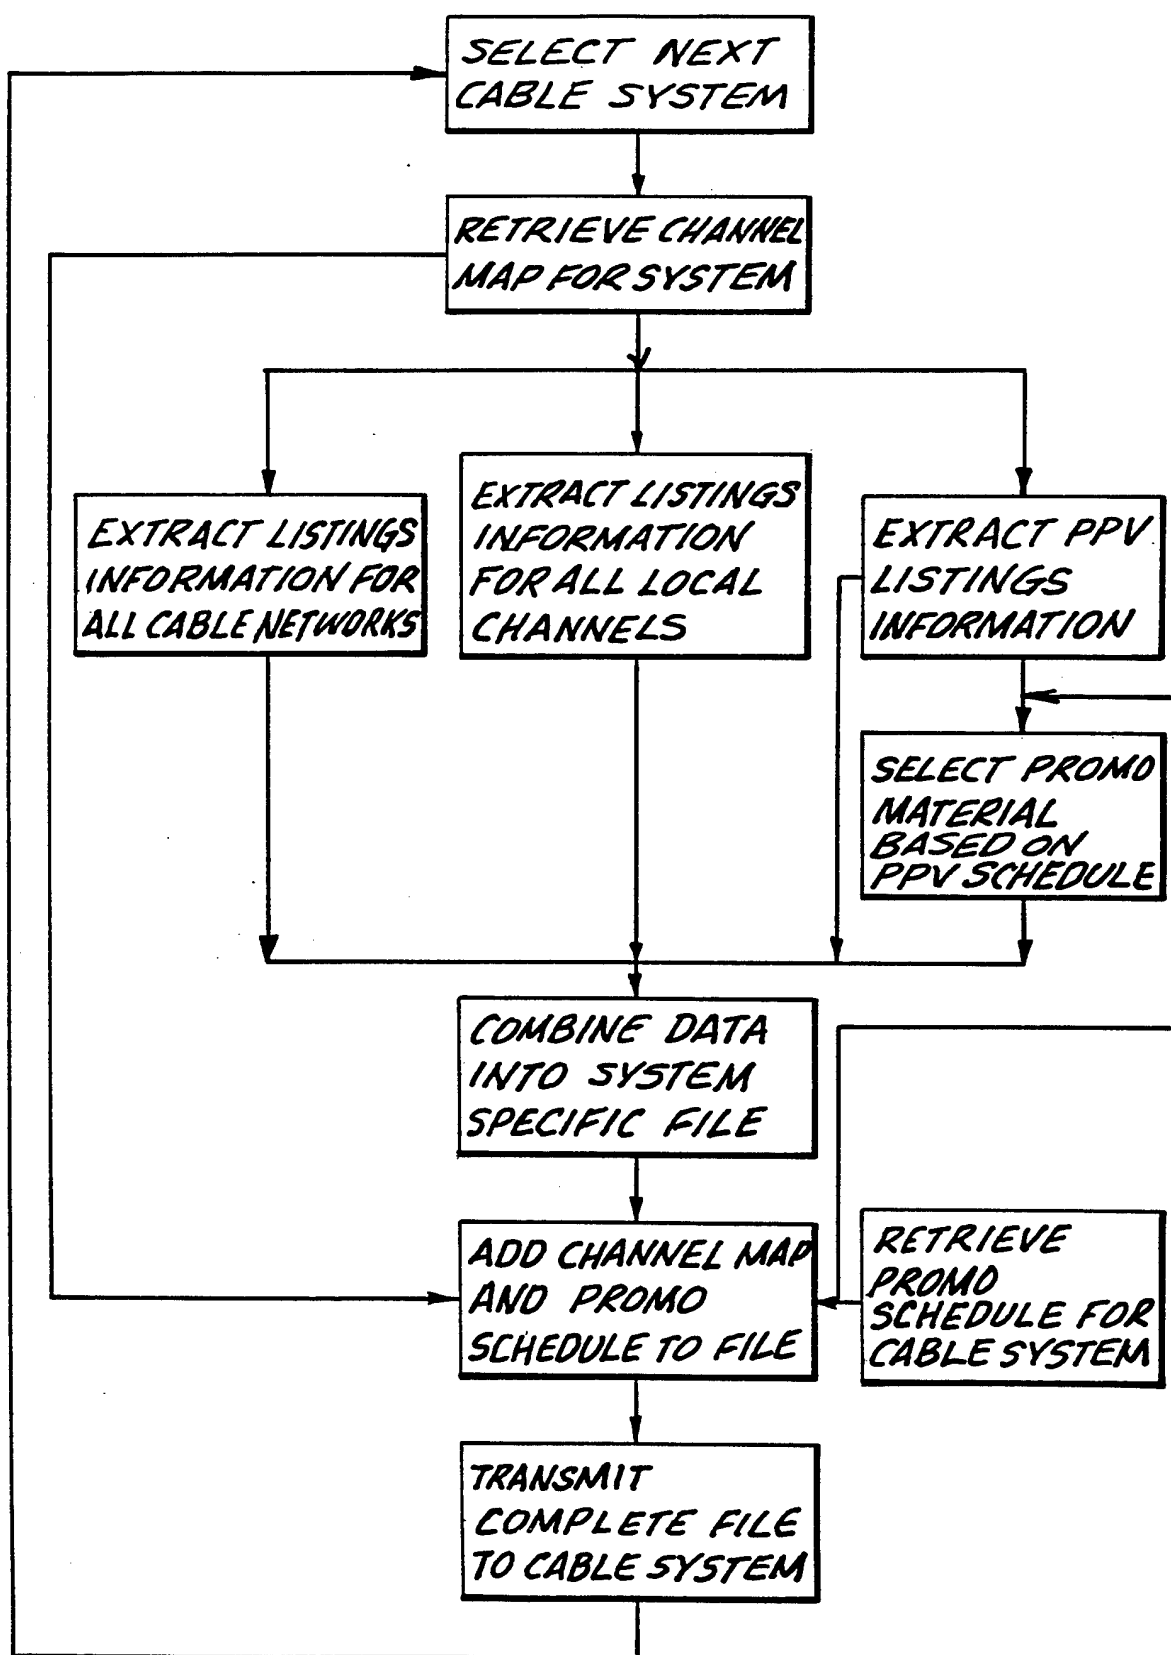 SELECT NEXT
CABLE SYSTEM
RETRIEVE CHANNEL
MAP FOR SYSTEM
EXTRACT LISTINGS
INFORMATION FOR
ALL CABLE NETWORKS
EXTRACT LISTINGS
INFORMATION
FOR ALL LOCAL
CHANNELS
EXTRACT PPV
LISTINGS
INFORMATION
SELECT PROMO
MATERIAL
BASED ON
PPV SCHEDULE
COMBINE DATA
INTO SYSTEM
SPECIFIC FILE
ADD CHANNEL MAP
AND PROMO
SCHEDULE TO FILE
RETRIEVE
PROMO
SCHEDULE FOR
CABLE SYSTEM
TRANSMIT
COMPLETE FILE
TO CABLE SYSTEM